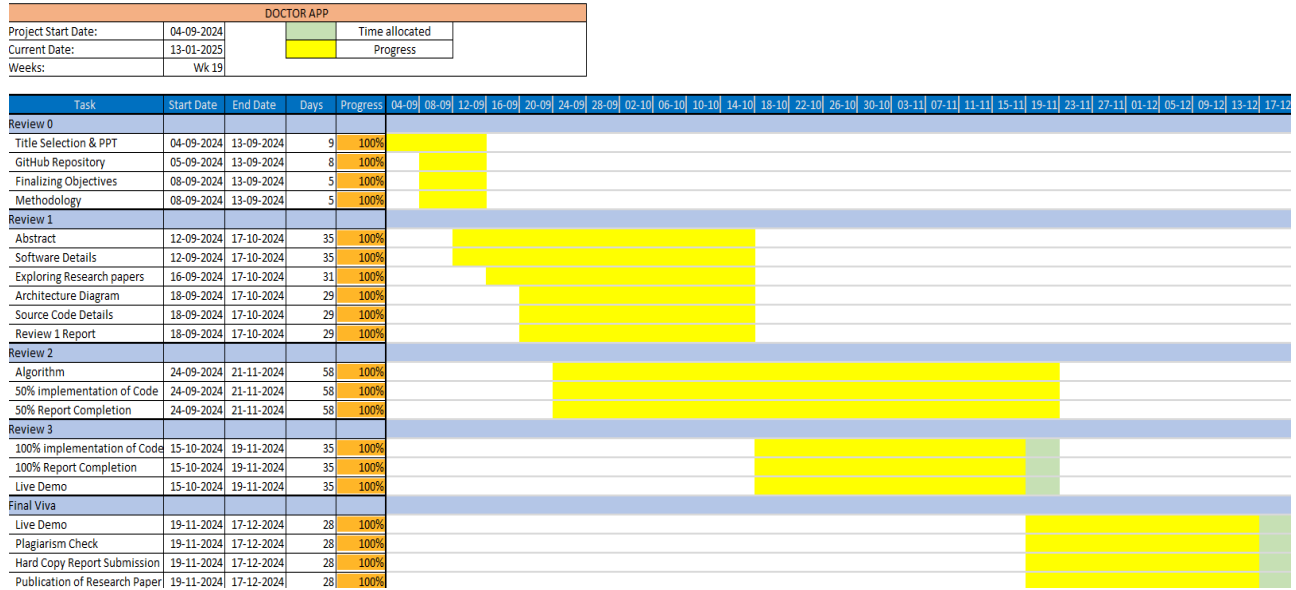 DOCTOR APP
Project Start Date: 04-09-2024 Time allocated
Current Date: 13-01-2025 Progress
Weeks: Wk 19
Task Start Date End Date Days Progress 04-09 08-09 12-09 16-09 20-09 24-09 28-09 02-10 06-10 10-10 14-10 18-10 22-10 26-10 30-10 03-11 07-11 11-11 15-11 19-11 23-11 27-11 01-12 05-12 09-12 13-12 17-12
Review 0
Title Selection & PPT 04-09-2024 13-09-2024 9 100%
GitHub Repository 05-09-2024 13-09-2024 8 100%
Finalizing Objectives 08-09-2024 13-09-2024 5 100%
Methodology 08-09-2024 13-09-2024 5 100%
Review 1
Abstract 12-09-2024 17-10-2024 35 100%
Software Details 12-09-2024 17-10-2024 35 100%
Exploring Research papers 16-09-2024 17-10-2024 31 100%
Architecture Diagram 18-09-2024 17-10-2024 29 100%
Source Code Details 18-09-2024 17-10-2024 29 100%
Review 1 Report 18-09-2024 17-10-2024 29 100%
Review 2
Algorithm 24-09-2024 21-11-2024 58 100%
50% implementation of Code 24-09-2024 21-11-2024 58 100%
50% Report Completion 24-09-2024 21-11-2024 58 100%
Review 3
100% implementation of Code 15-10-2024 19-11-2024 35 100%
100% Report Completion 15-10-2024 19-11-2024 35 100%
Live Demo 15-10-2024 19-11-2024 35 100%
Final Viva
Live Demo 19-11-2024 17-12-2024 28 100%
Plagiarism Check 19-11-2024 17-12-2024 28 100%
Hard Copy Report Submission 19-11-2024 17-12-2024 28 100%
Publication of Research Paper 19-11-2024 17-12-2024 28 100%